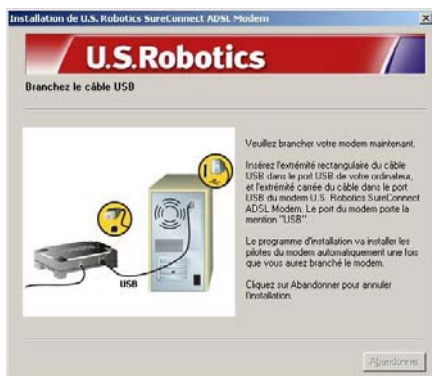 Installation de U.S. Robotics SureConnect ADSL Modem
U.S.Robotics
Branchez le câble USB
Veuillez brancher votre modem maintenant.
Insérez l'extrémité rectangulaire du câble
USB dans le port USB de votre ordinateur,
et l'extrémité carrée du câble dans le port
USB du modem U.S. Robotics SureConnect
ADSL Modem. Le port du modem porte la
mention "USB".
Le programme d'installation va installer les
pilotes du modem automatiquement une fois
que vous aurez branché le modem.
Cliquez sur Abandonner pour annuler
l'installation.
USB
Abandonner